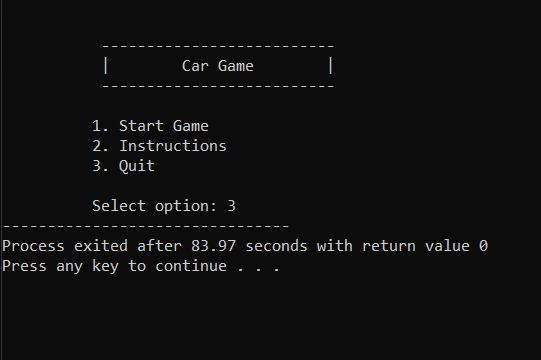 --------------------------
|        Car Game        |
--------------------------
1. Start Game
2. Instructions
3. Quit
Select option: 3
--------------------------------
Process exited after 83.97 seconds with return value 0
Press any key to continue . . .